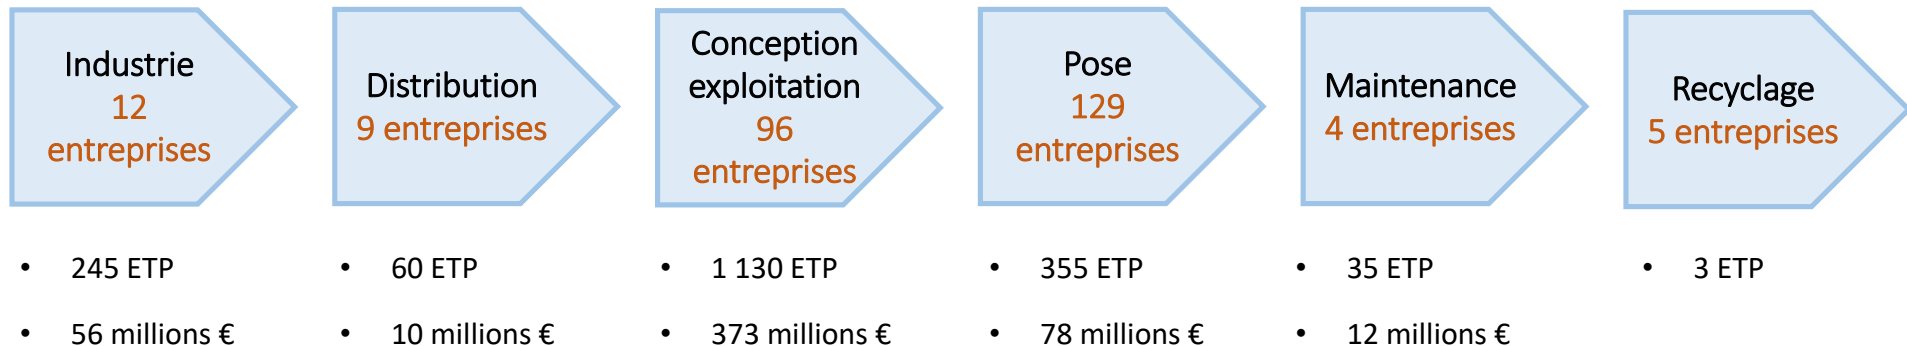 Industrie
12
entreprises
Distribution
9 entreprises
Conception
exploitation
96
entreprises
Pose
129
entreprises
Maintenance
4 entreprises
Recyclage
5 entreprises
• 245 ETP
• 56 millions €
• 60 ETP
• 10 millions €
• 1 130 ETP
• 373 millions €
• 355 ETP
• 78 millions €
• 35 ETP
• 12 millions €
• 3 ETP